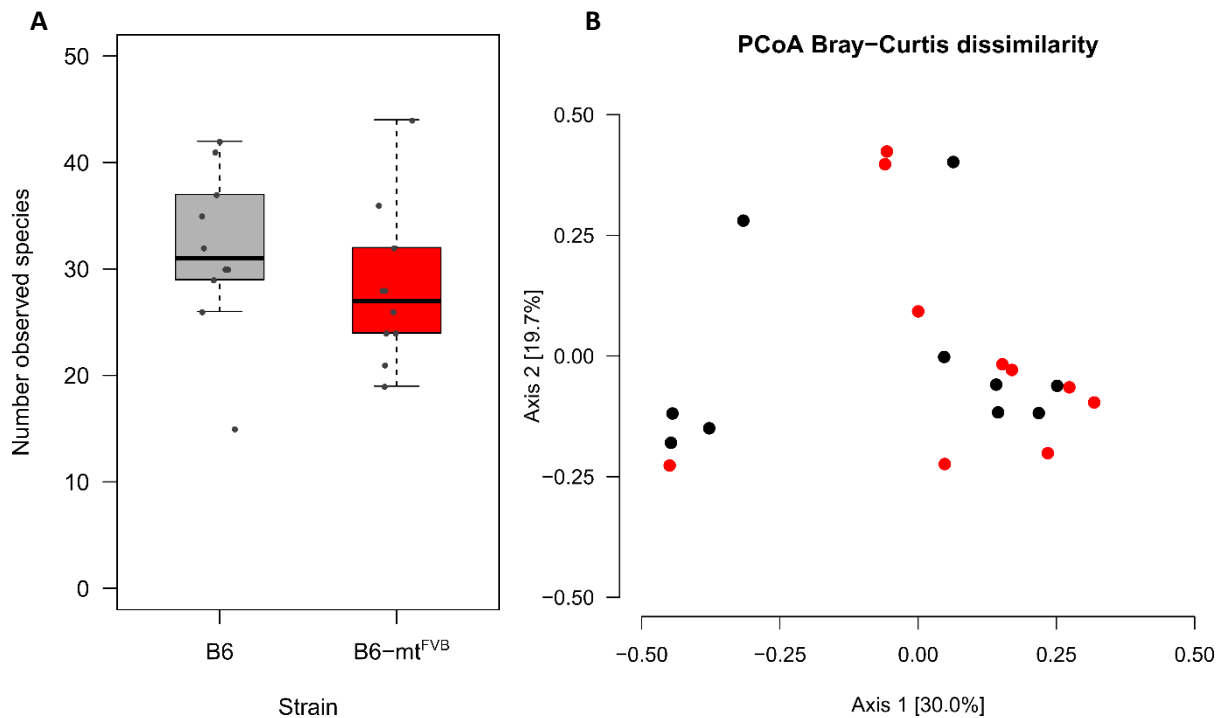 A
50
40
30
20
10
0
Number observed species
B6
B6−mtFVB
Strain
B
PCoA Bray−Curtis dissimilarity
0.50
0.25
0.00
−0.25
−0.50
Axis 2 [19.7%]
−0.50
−0.25
0.00
0.25
0.50
Axis 1 [30.0%]